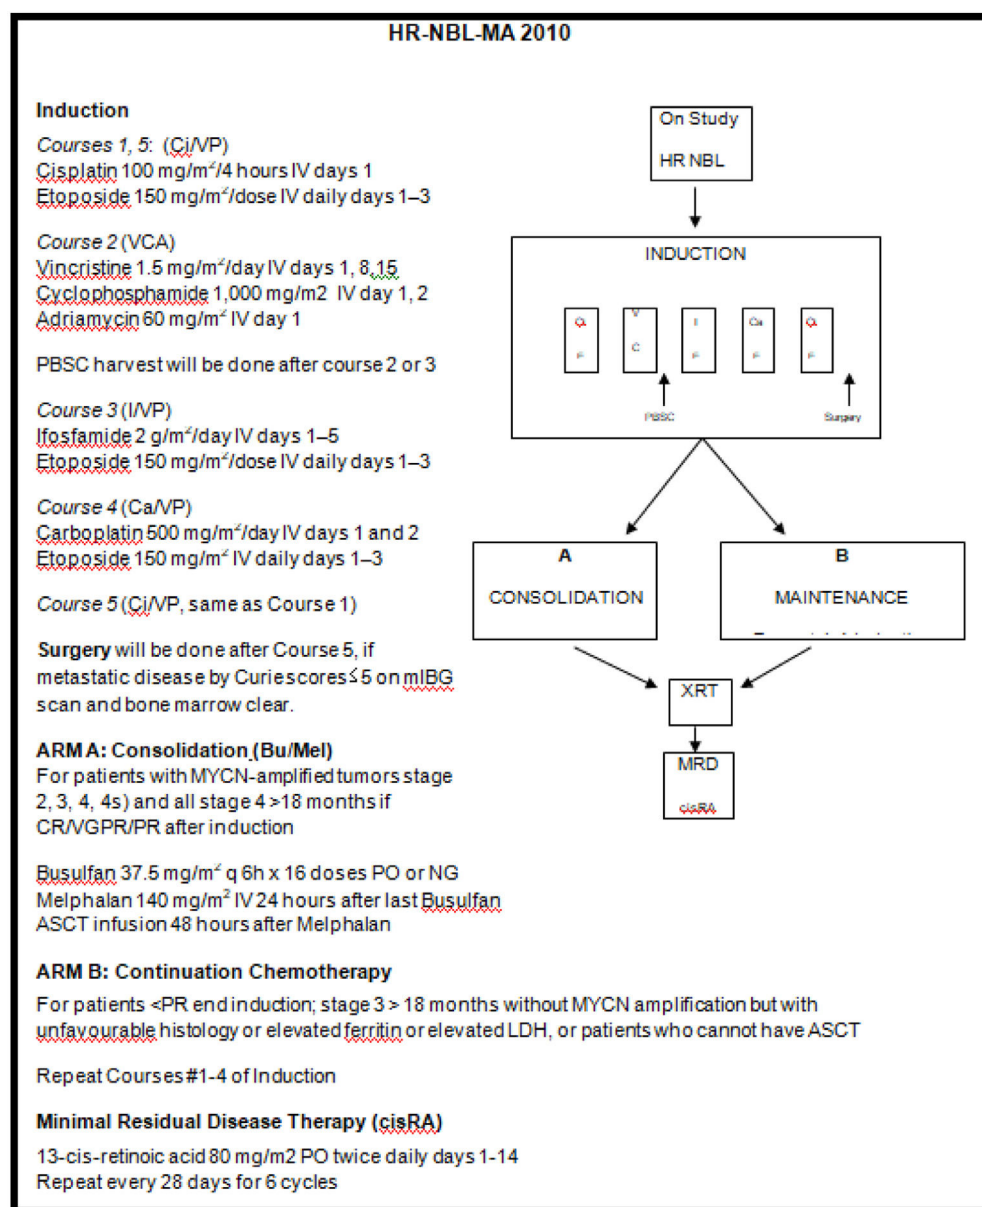 HR-NBL-MA 2010
Induction
Courses 1, 5: (Ci/VP)
Cisplatin 100 mg/m²/4 hours IV days 1
Etoposide 150 mg/m²/dose IV daily days 1–3
Course 2 (VCA)
Vincristine 1.5 mg/m²/day IV days 1, 8,15
Cyclophosphamide 1,000 mg/m2 IV day 1, 2
Adriamycin 60 mg/m² IV day 1
PBSC harvest will be done after course 2 or 3
Course 3 (I/VP)
Ifosfamide 2 g/m²/day IV days 1–5
Etoposide 150 mg/m²/dose IV daily days 1–3
Course 4 (Ca/VP)
Carboplatin 500 mg/m²/day IV days 1 and 2
Etoposide 150 mg/m² IV daily days 1–3
Course 5 (Ci/VP, same as Course 1)
Surgery will be done after Course 5, if
metastatic disease by Curie scores ≤ 5 on mIBG
scan and bone marrow clear.
ARM A: Consolidation (Bu/Mel)
For patients with MYCN-amplified tumors stage
2, 3, 4, 4s) and all stage 4 >18 months if
CR/VGPR/PR after induction
Busulfan 37.5 mg/m² q 6h x 16 doses PO or NG
Melphalan 140 mg/m² IV 24 hours after last Busulfan
ASCT infusion 48 hours after Melphalan
ARM B: Continuation Chemotherapy
For patients <PR end induction; stage 3 > 18 months without MYCN amplification but with
unfavourable histology or elevated ferritin or elevated LDH, or patients who cannot have ASCT
Repeat Courses #1-4 of Induction
Minimal Residual Disease Therapy (cisRA)
13-cis-retinoic acid 80 mg/m2 PO twice daily days 1-14
Repeat every 28 days for 6 cycles
On Study
HR NBL
INDUCTION
V
C
I
Ca
PBSC
Surgery
A
CONSOLIDATION
B
MAINTENANCE
XRT
MRD
cisRA